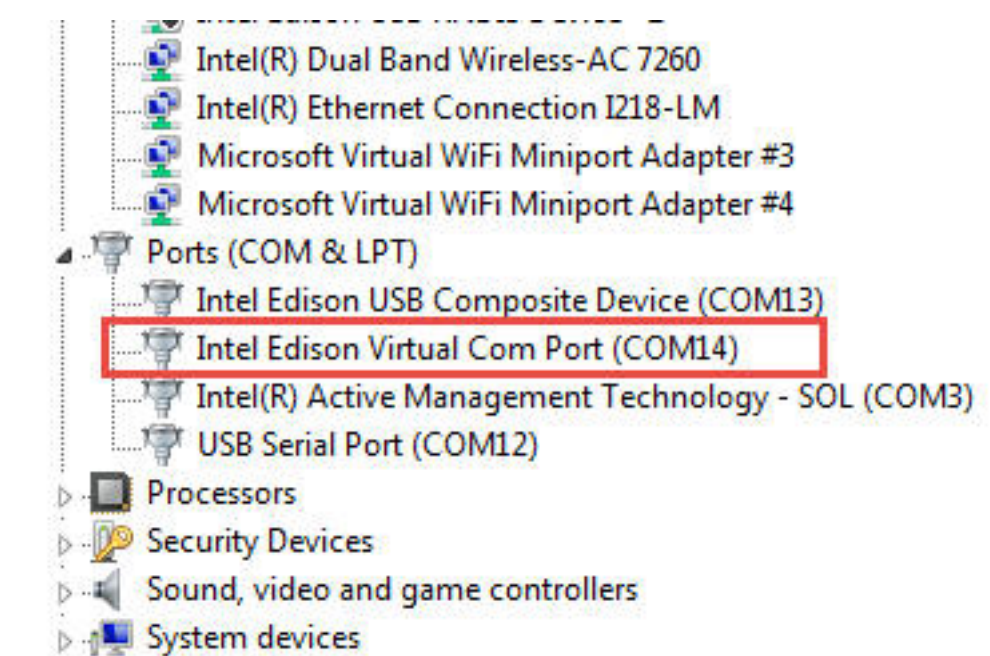 Intel(R) Dual Band Wireless-AC 7260
Intel(R) Ethernet Connection I218-LM
Microsoft Virtual WiFi Miniport Adapter #3
Microsoft Virtual WiFi Miniport Adapter #4
Ports (COM & LPT)
Intel Edison USB Composite Device (COM13)
Intel Edison Virtual Com Port (COM14)
Intel(R) Active Management Technology - SOL (COM3)
USB Serial Port (COM12)
Processors
Security Devices
Sound, video and game controllers
System devices